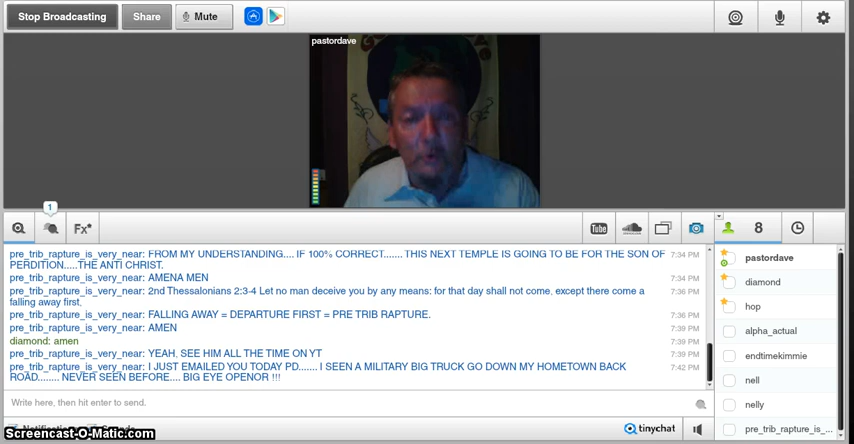 Stop Broadcasting Share Mute
pastordave
1
Fx* You Tube 8
pre_trib_rapture_is_very_near: FROM MY UNDERSTANDING.... IF 100% CORRECT....... THIS NEXT TEMPLE IS GOING TO BE FOR THE SON OF 7:34 PM
PERDITION.....THE ANTI CHRIST.
pre_trib_rapture_is_very_near: AMENA MEN 7:34 PM
pre_trib_rapture_is_very_near: 2nd Thessalonians 2:3-4 Let no man deceive you by any means: for that day shall not come, except there come a 7:36 PM
falling away first,
pre_trib_rapture_is_very_near: FALLING AWAY = DEPARTURE FIRST = PRE TRIB RAPTURE. 7:36 PM
pre_trib_rapture_is_very_near: AMEN 7:39 PM
diamond: amen 7:39 PM
pre_trib_rapture_is_very_near: YEAH, SEE HIM ALL THE TIME ON YT 7:39 PM
pre_trib_rapture_is_very_near: I JUST EMAILED YOU TODAY PD....... I SEEN A MILITARY BIG TRUCK GO DOWN MY HOMETOWN BACK 7:42 PM
ROAD........ NEVER SEEN BEFORE.... BIG EYE OPENOR !!!
pastordave
diamond
hop
alpha_actual
endtimekimmie
nell
nelly
pre_trib_rapture_is_...
Write here, then hit enter to send.
tinychat
Screencast-O-Matic.com